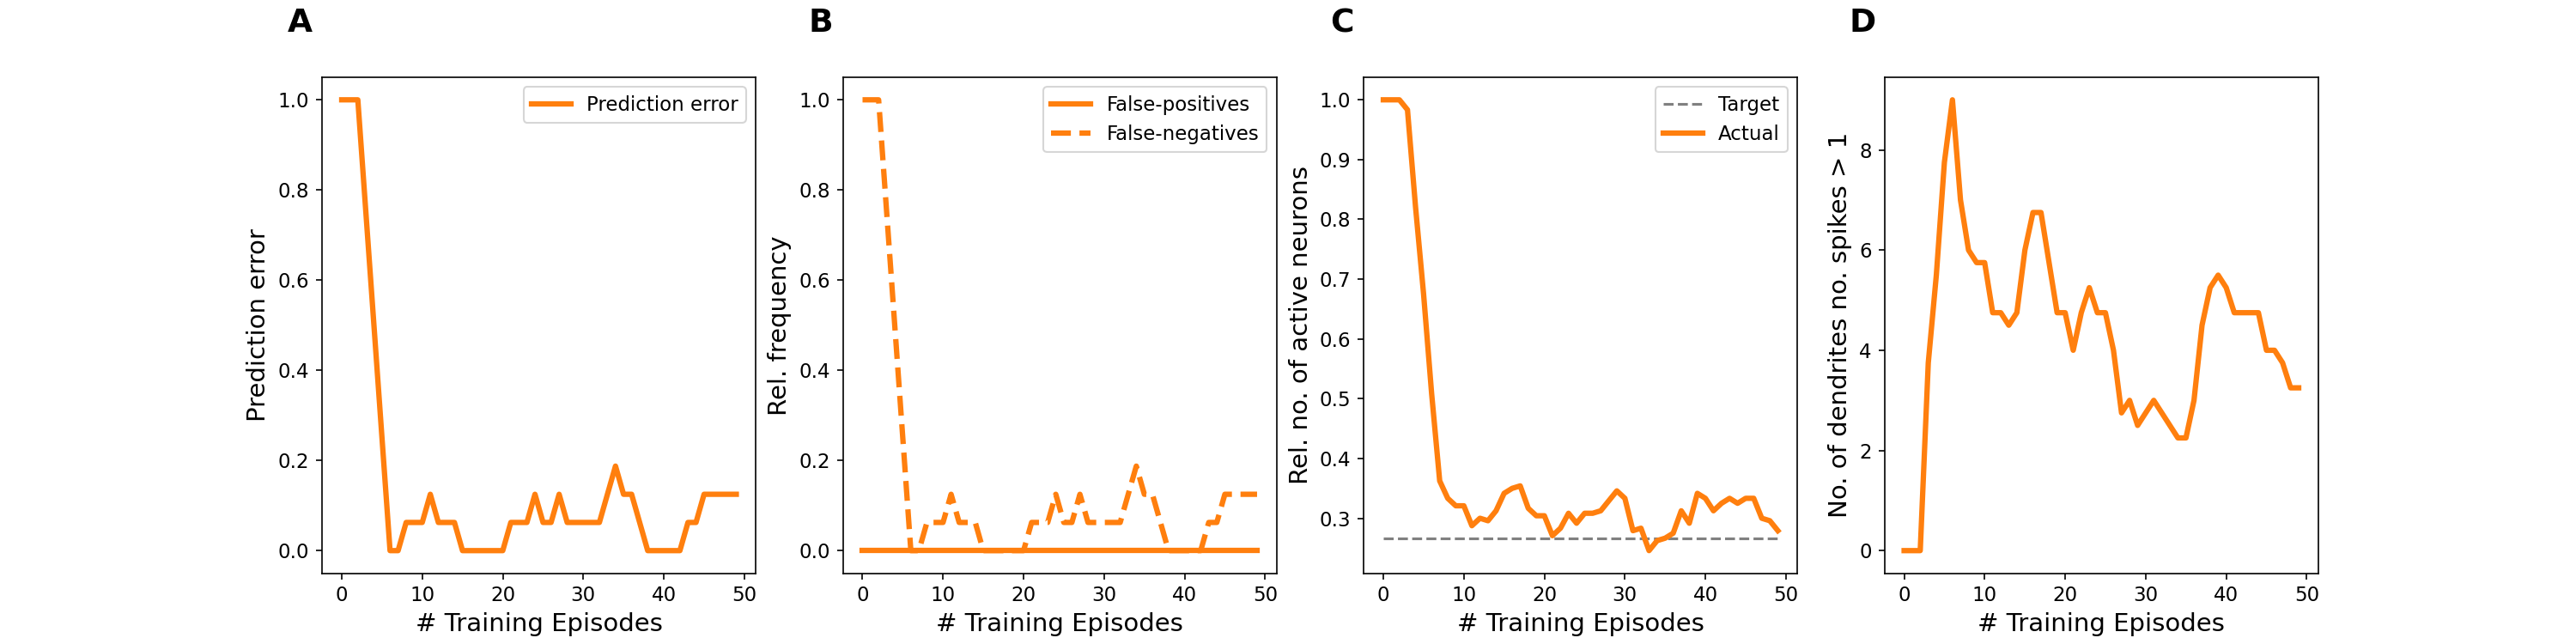 A
Prediction error
1.0
0.8
0.6
0.4
0.2
0.0
0 10 20 30 40 50
# Training Episodes
Prediction error
B
False-positives
False-negatives
1.0
0.8
0.6
0.4
0.2
0.0
0 10 20 30 40 50
# Training Episodes
Rel. frequency
C
Target
Actual
1.0
0.9
0.8
0.7
0.6
0.5
0.4
0.3
0 10 20 30 40 50
# Training Episodes
Rel. no. of active neurons
D
8
6
4
2
0
0 10 20 30 40 50
# Training Episodes
No. of dendrites no. spikes > 1